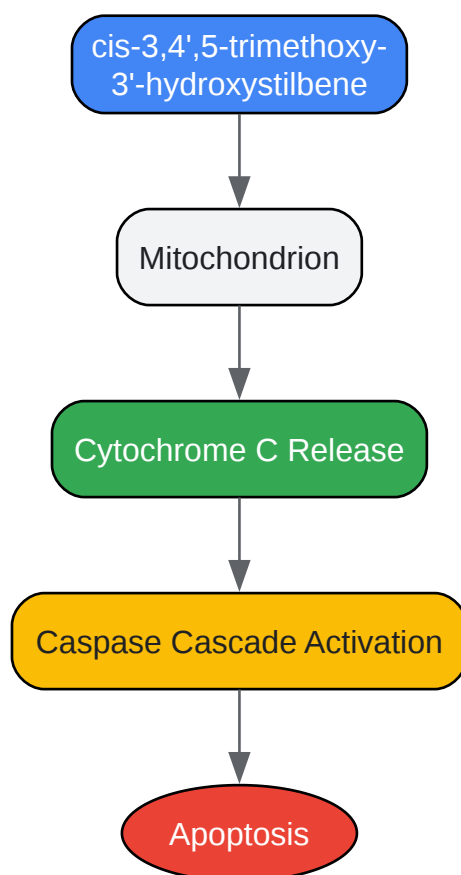 cis-3,4',5-trimethoxy-
3'-hydroxystilbene
Mitochondrion
Cytochrome C Release
Caspase Cascade Activation
Apoptosis